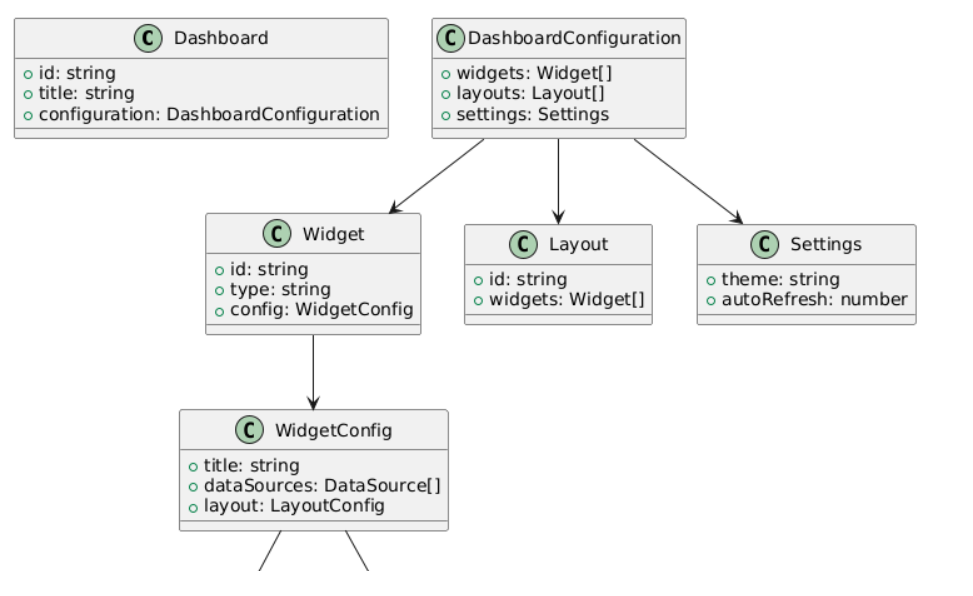 C Dashboard
id: string
title: string
configuration: DashboardConfiguration
C DashboardConfiguration
widgets: Widget[]
layouts: Layout[]
settings: Settings
C Widget
id: string
type: string
config: WidgetConfig
C Layout
id: string
widgets: Widget[]
C Settings
theme: string
autoRefresh: number
C WidgetConfig
title: string
dataSources: DataSource[]
layout: LayoutConfig